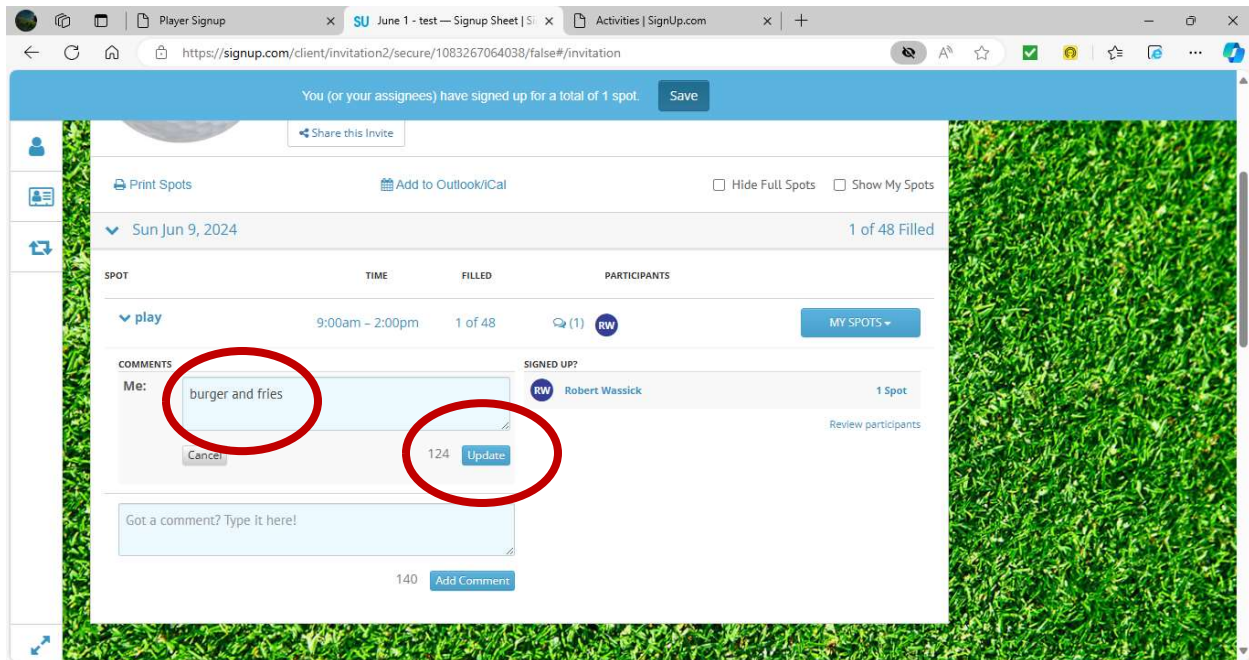 Player Signup
SU June 1 - test — Signup Sheet | Si
Activities | SignUp.com
https://signup.com/client/invitation2/secure/1083267064038/false#/invitation
You (or your assignees) have signed up for a total of 1 spot. Save
Share this Invite
Print Spots Add to Outlook/iCal Hide Full Spots Show My Spots
Sun Jun 9, 2024 1 of 48 Filled
SPOT TIME FILLED PARTICIPANTS
play 9:00am – 2:00pm 1 of 48 (1) RW MY SPOTS
COMMENTS
Me: burger and fries
Cancel 124 Update
SIGNED UP?
RW Robert Wassick 1 Spot
Review participants
Got a comment? Type it here!
140 Add Comment